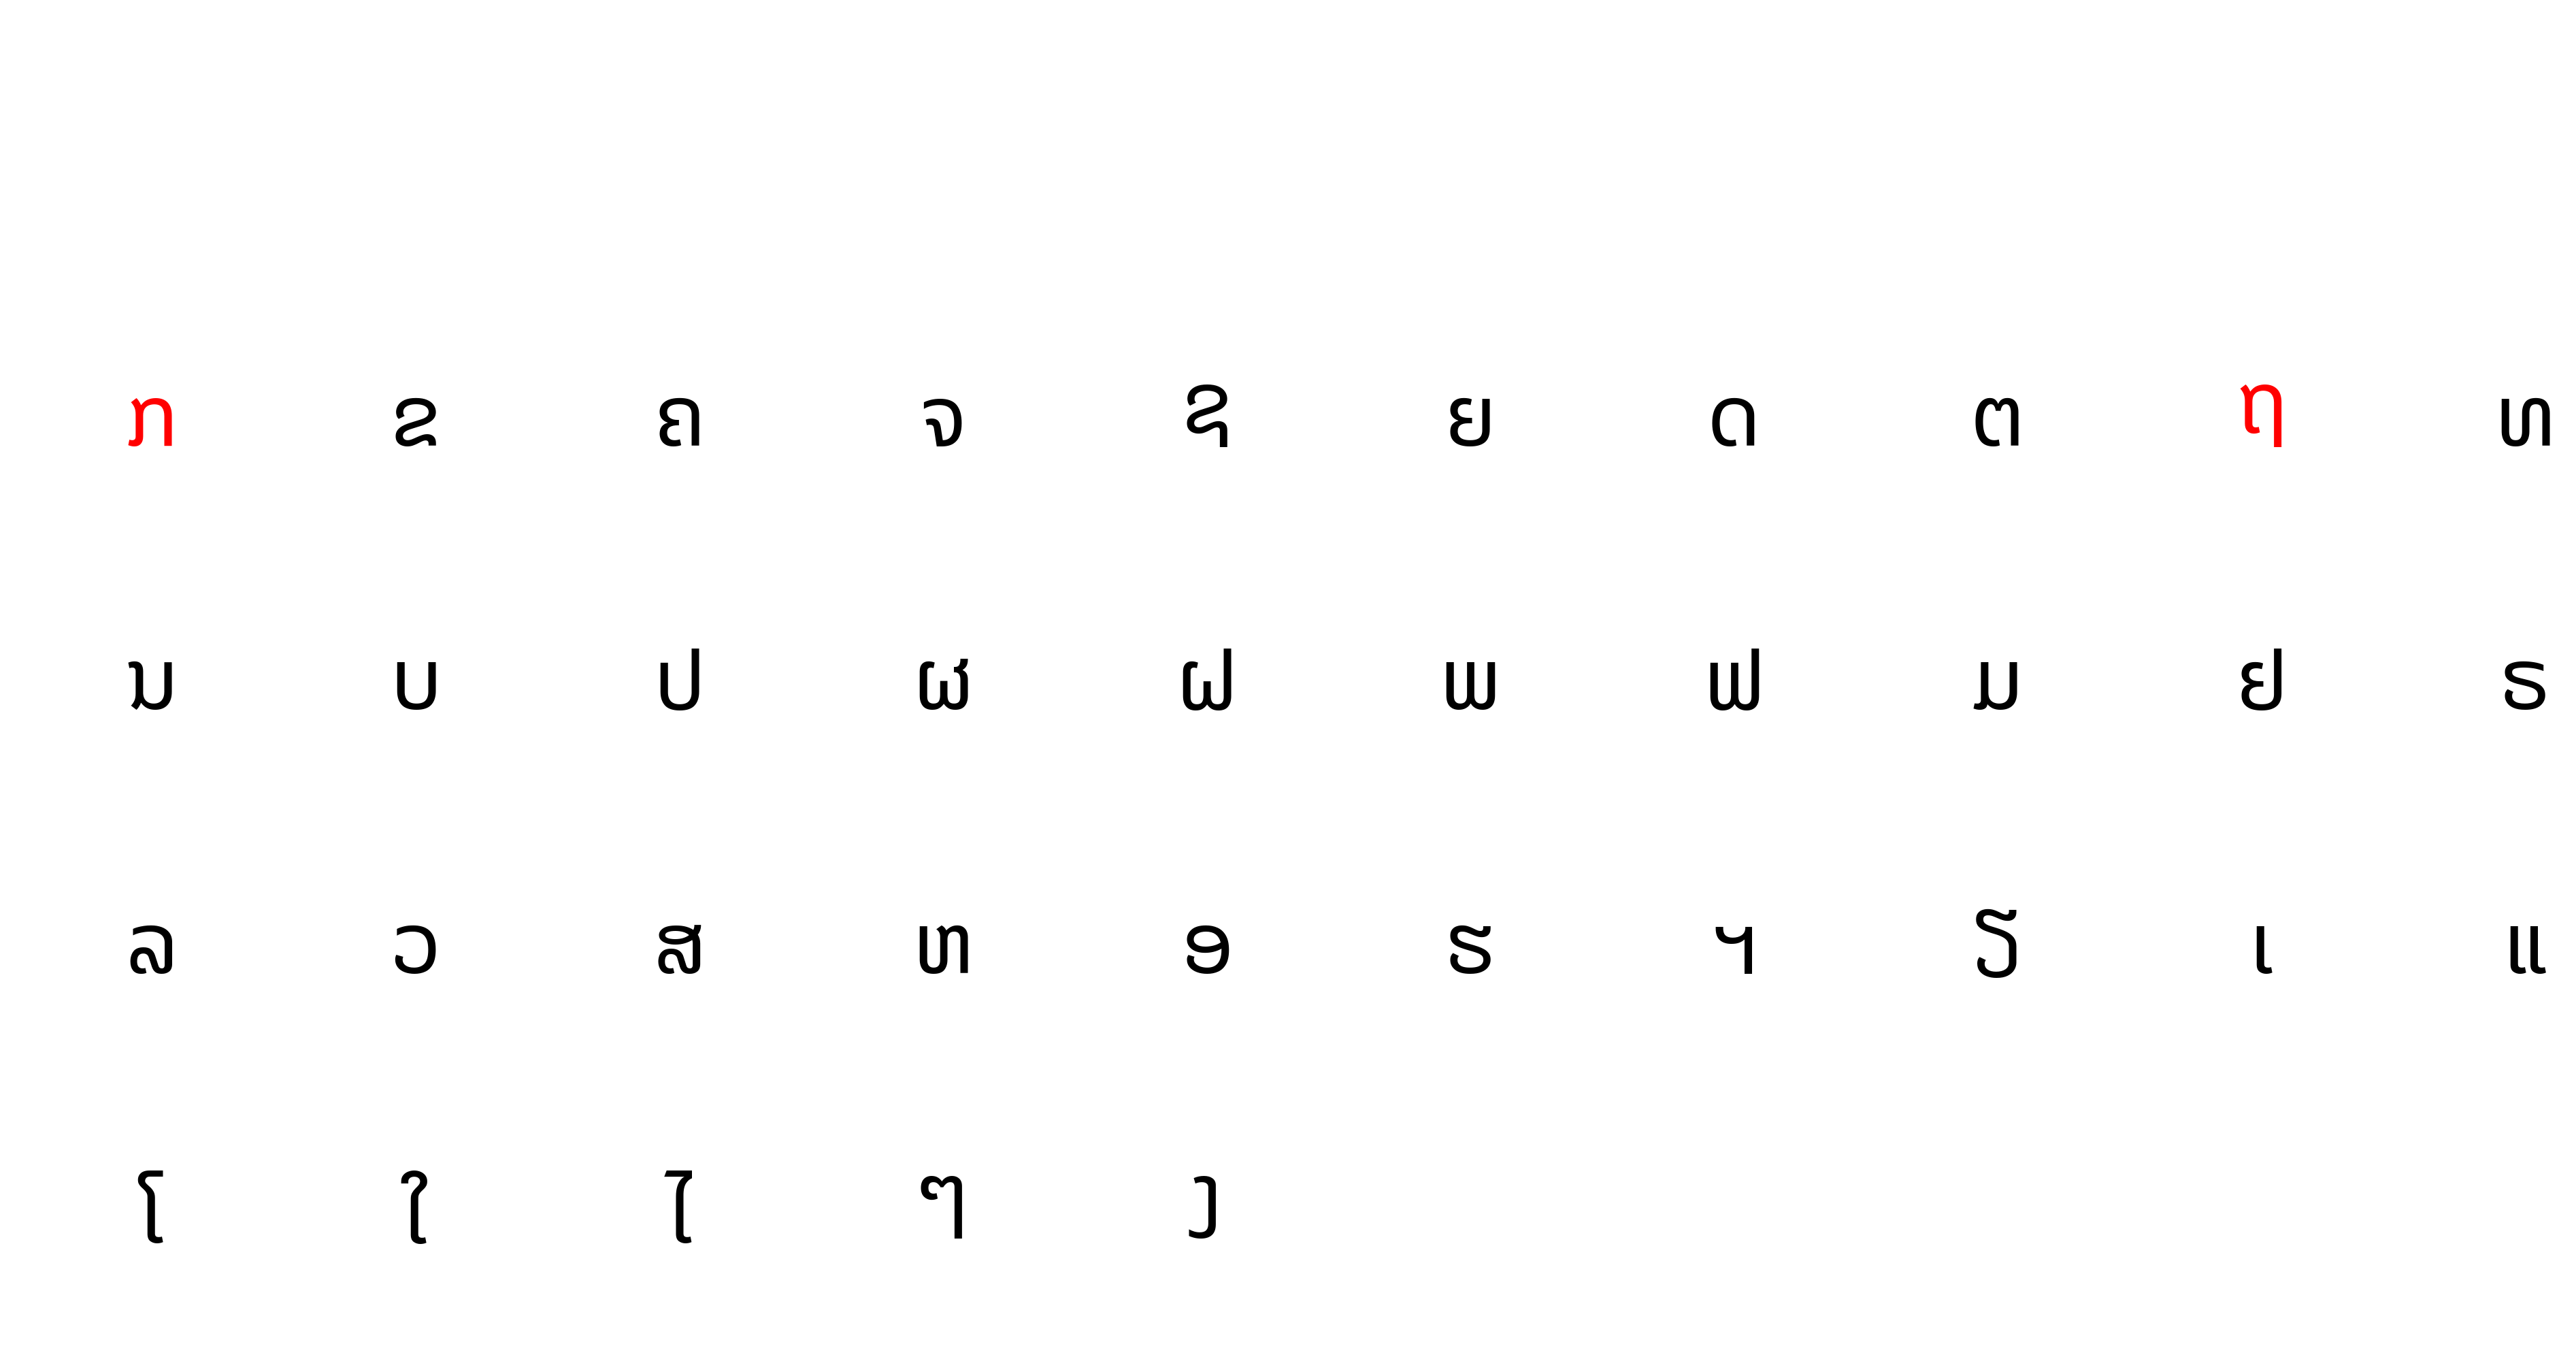 ກ ຂ ຄ ຈ ຊ ຍ ດ ຕ ຖ ທ
ນ ບ ປ ຜ ຝ ພ ຟ ມ ຢ ຣ
ລ ວ ສ ຫ ອ ຮ ຯ ຽ ເ ແ
ໂ ໃ ໄ ໆ ງ